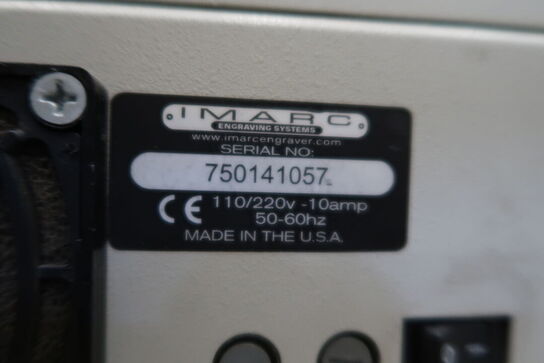 IMARC
ENGRAVING SYSTEMS
www.imarcengraver.com
SERIAL NO:
750141057
CE 110/220v -10amp
50-60hz
MADE IN THE U.S.A.